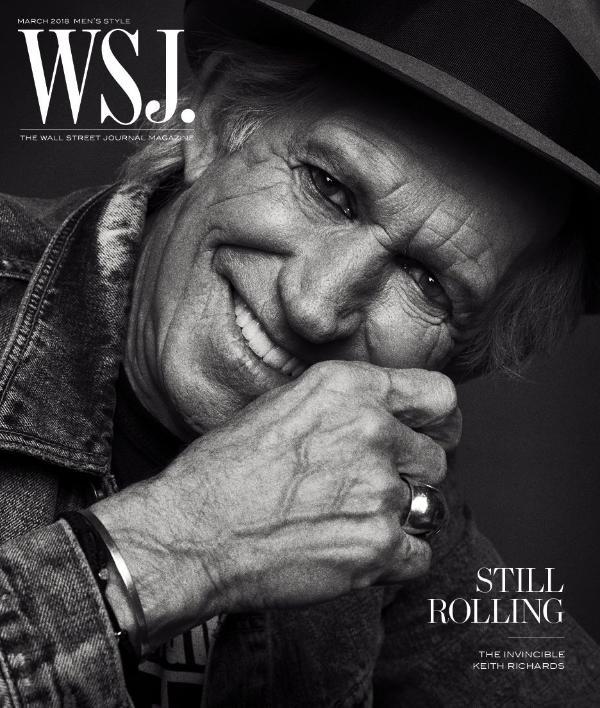 MARCH 2018 MEN'S STYLE
WSJ.
THE WALL STREET JOURNAL MAGAZINE
STILL
ROLLING
THE INVINCIBLE
KEITH RICHARDS